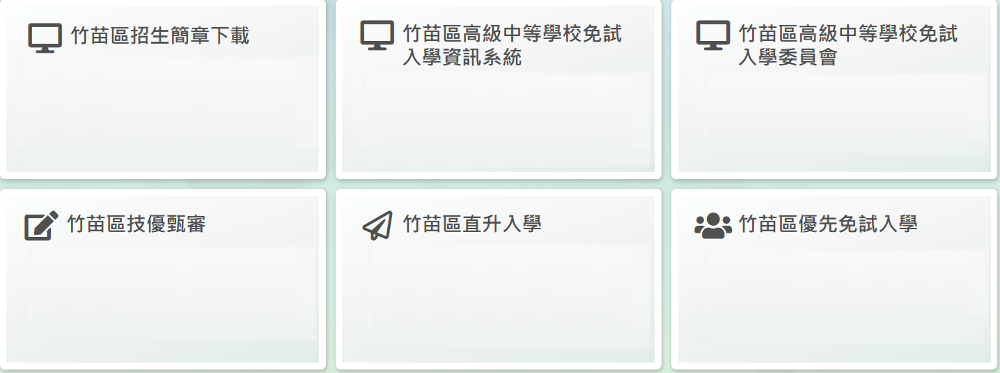 竹苗區招生簡章下載
竹苗區高級中等學校免試
入學資訊系統
竹苗區高級中等學校免試
入學委員會
竹苗區技優甄審
竹苗區直升入學
竹苗區優先免試入學